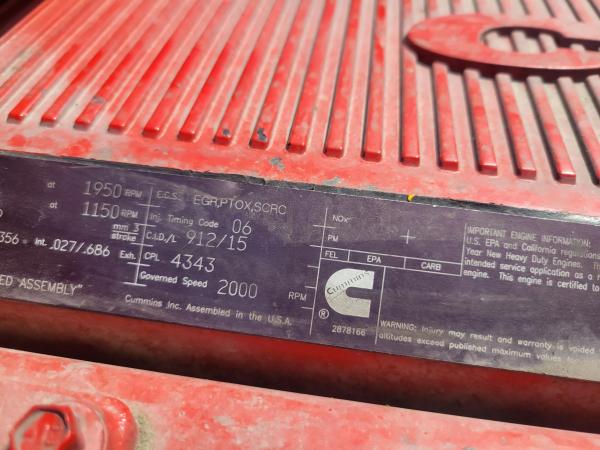 at 1950 RPM
at 1150 RPM
mm 3
stroke
356 Int. .027/.686 Exh.
ED ASSEMBLY"
E.C.S. EGR,PTOX,SCRC
Inj. Timing Code 06
C.I.D./L 912/15
CPL 4343
Governed Speed 2000 RPM
Cummins Inc. Assembled in the U.S.A.
NOx
PM
FEL EPA CARB
Cummins
®
2878166
IMPORTANT ENGINE INFORMATION:
U.S. EPA and California regulations
Year New Heavy Duty Engines. Th
intended service application as a
engine. This engine is certified to
WARNING: Injury may result and warranty is voided
altitudes exceed published maximum values